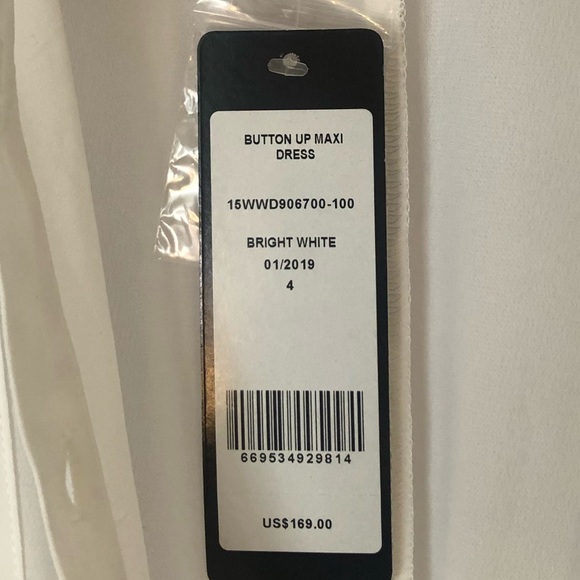 BUTTON UP MAXI
DRESS
15WWD906700-100
BRIGHT WHITE
01/2019
4
669534929814
US$169.00